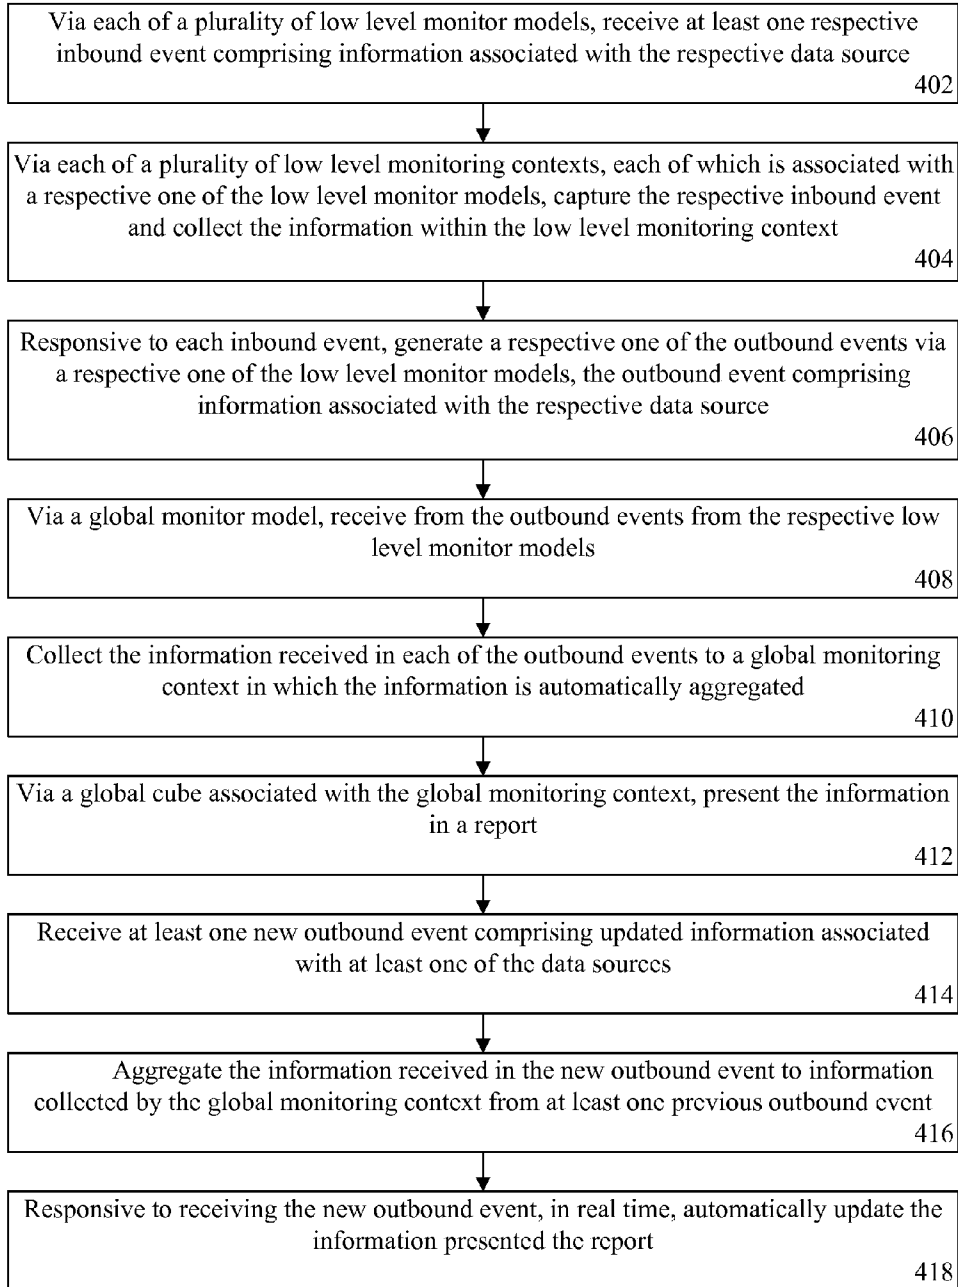 Via each of a plurality of low level monitor models, receive at least one respective
inbound event comprising information associated with the respective data source
402
Via each of a plurality of low level monitoring contexts, each of which is associated with
a respective one of the low level monitor models, capture the respective inbound event
and collect the information within the low level monitoring context
404
Responsive to each inbound event, generate a respective one of the outbound events via
a respective one of the low level monitor models, the outbound event comprising
information associated with the respective data source
406
Via a global monitor model, receive from the outbound events from the respective low
level monitor models
408
Collect the information received in each of the outbound events to a global monitoring
context in which the information is automatically aggregated
410
Via a global cube associated with the global monitoring context, present the information
in a report
412
Receive at least one new outbound event comprising updated information associated
with at least one of the data sources
414
Aggregate the information received in the new outbound event to information
collected by the global monitoring context from at least one previous outbound event
416
Responsive to receiving the new outbound event, in real time, automatically update the
information presented the report
418